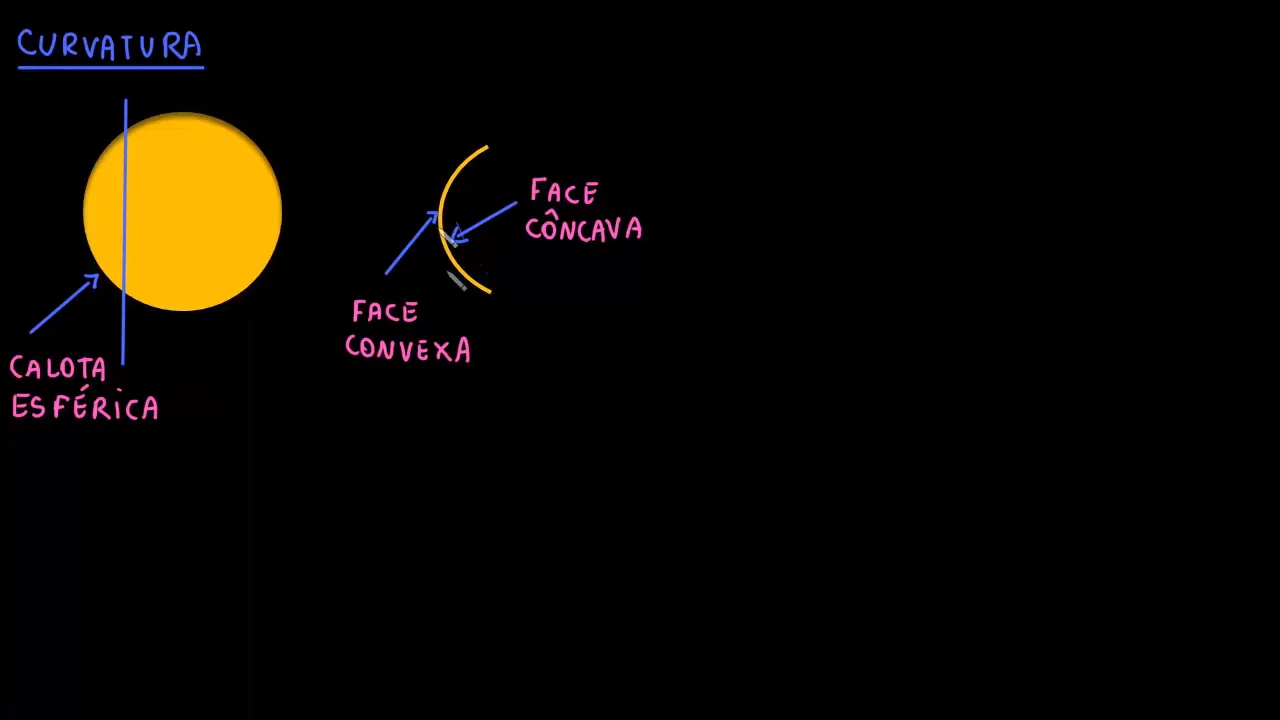 CURVATURA
FACE
CÔNCAVA
FACE
CONVEXA
CALOTA
ESFÉRICA